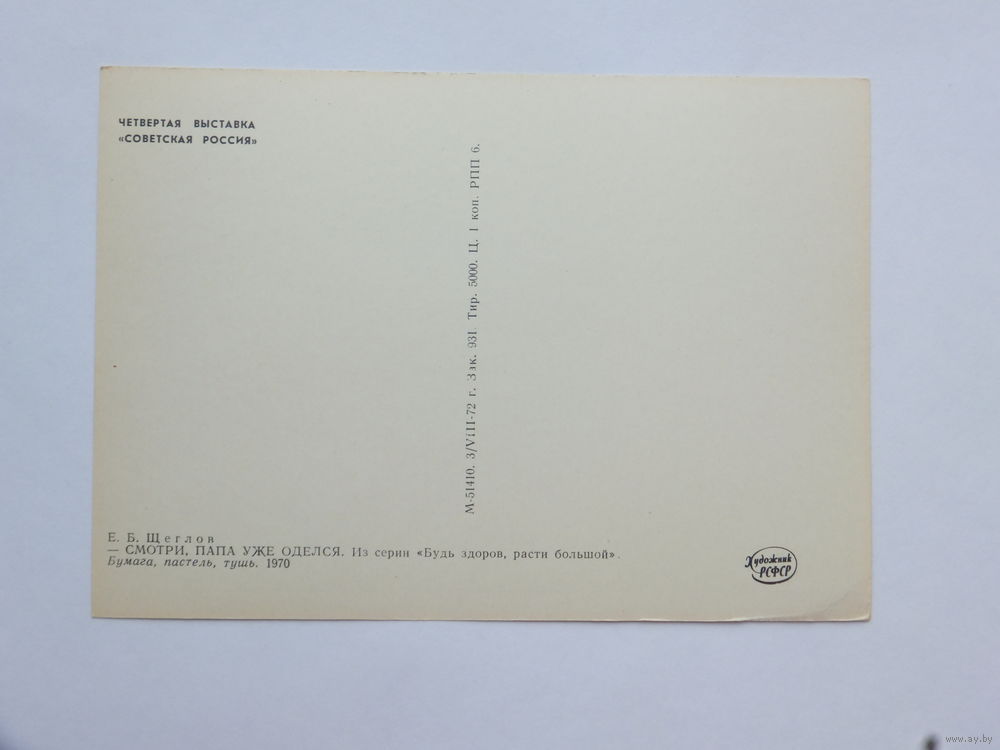 ЧЕТВЕРТАЯ ВЫСТАВКА
«СОВЕТСКАЯ РОССИЯ»
М-51410. 3/VIII-72 г. Зак. 931. Тир. 5000. Ц. 1 коп. РПП 6.
Е. Б. Щеглов
— СМОТРИ, ПАПА УЖЕ ОДЕЛСЯ. Из серии «Будь здоров, расти большой».
Бумага, пастель, тушь. 1970
Художник
РСФСР
www.ay.by